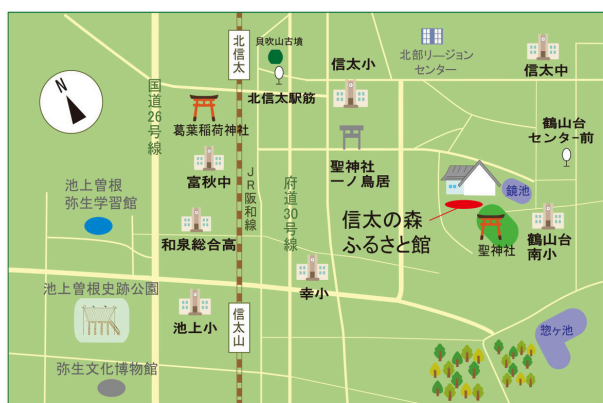 北信太
貝吹山古墳
北信太駅筋
信太小
北部リージョン
センター
信太中
N
国道26号線
葛葉稲荷神社
聖神社
一ノ鳥居
鶴山台
センター前
富秋中
JR阪和線
府道30号線
池上曽根
弥生学習館
信太の森
ふるさと館
鏡池
聖神社
鶴山台
南小
和泉総合高
池上曽根史跡公園
池上小
信太山
幸小
惣ヶ池
弥生文化博物館